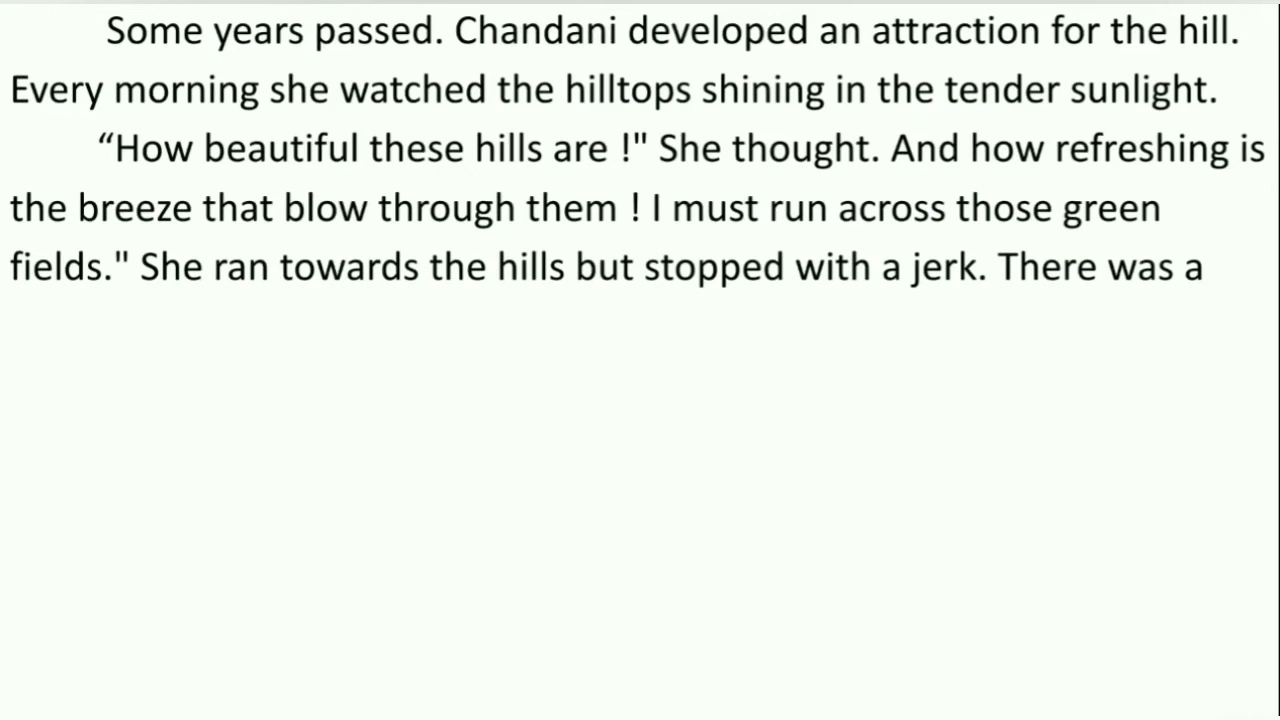 Some years passed. Chandani developed an attraction for the hill.
Every morning she watched the hilltops shining in the tender sunlight.
“How beautiful these hills are !" She thought. And how refreshing is
the breeze that blow through them ! I must run across those green
fields." She ran towards the hills but stopped with a jerk. There was a